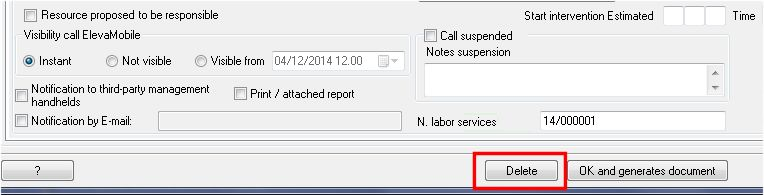 Resource proposed to be responsible
Start intervention Estimated Time
Visibility call ElevaMobile
Instant Not visible Visible from 04/12/2014 12.00
Call suspended
Notes suspension
Notification to third-party management handhelds
Print / attached report
Notification by E-mail:
N. labor services 14/000001
? Delete OK and generates document